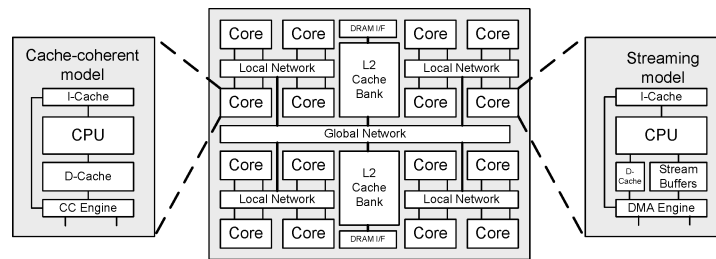 Cache-coherent
model
I-Cache
CPU
D-Cache
CC Engine
Core Core DRAM I/F Core Core
Local Network L2 Cache Bank Local Network
Core Core Core Core
Global Network
Core Core L2 Cache Bank Core Core
Local Network Local Network
Core Core DRAM I/F Core Core
Streaming
model
I-Cache
CPU
D-
Cache
Stream
Buffers
DMA Engine